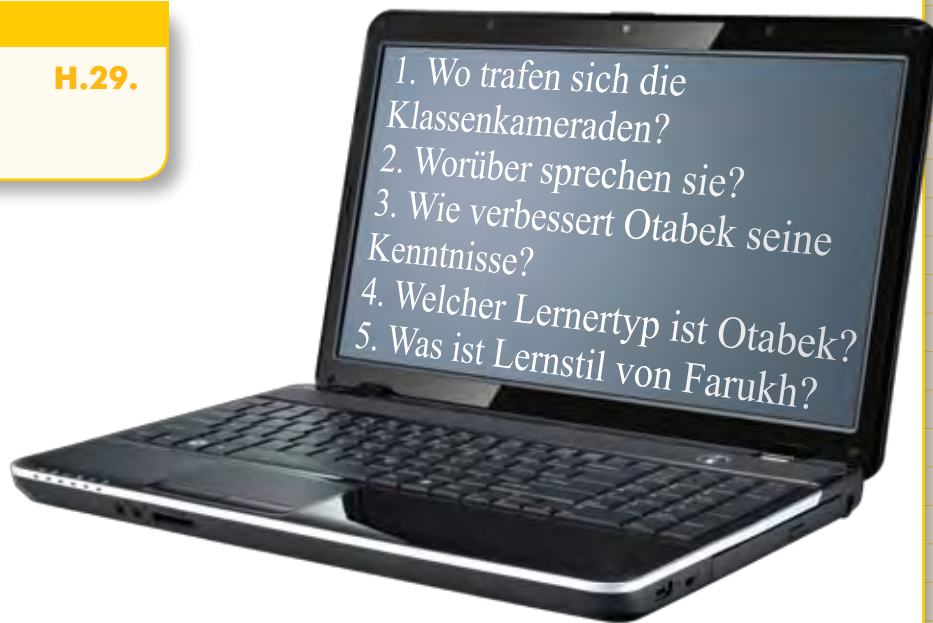 H.29.
1. Wo trafen sich die
Klassenkameraden?
2. Worüber sprechen sie?
3. Wie verbessert Otabek seine
Kenntnisse?
4. Welcher Lernertyp ist Otabek?
5. Was ist Lernstil von Farukh?